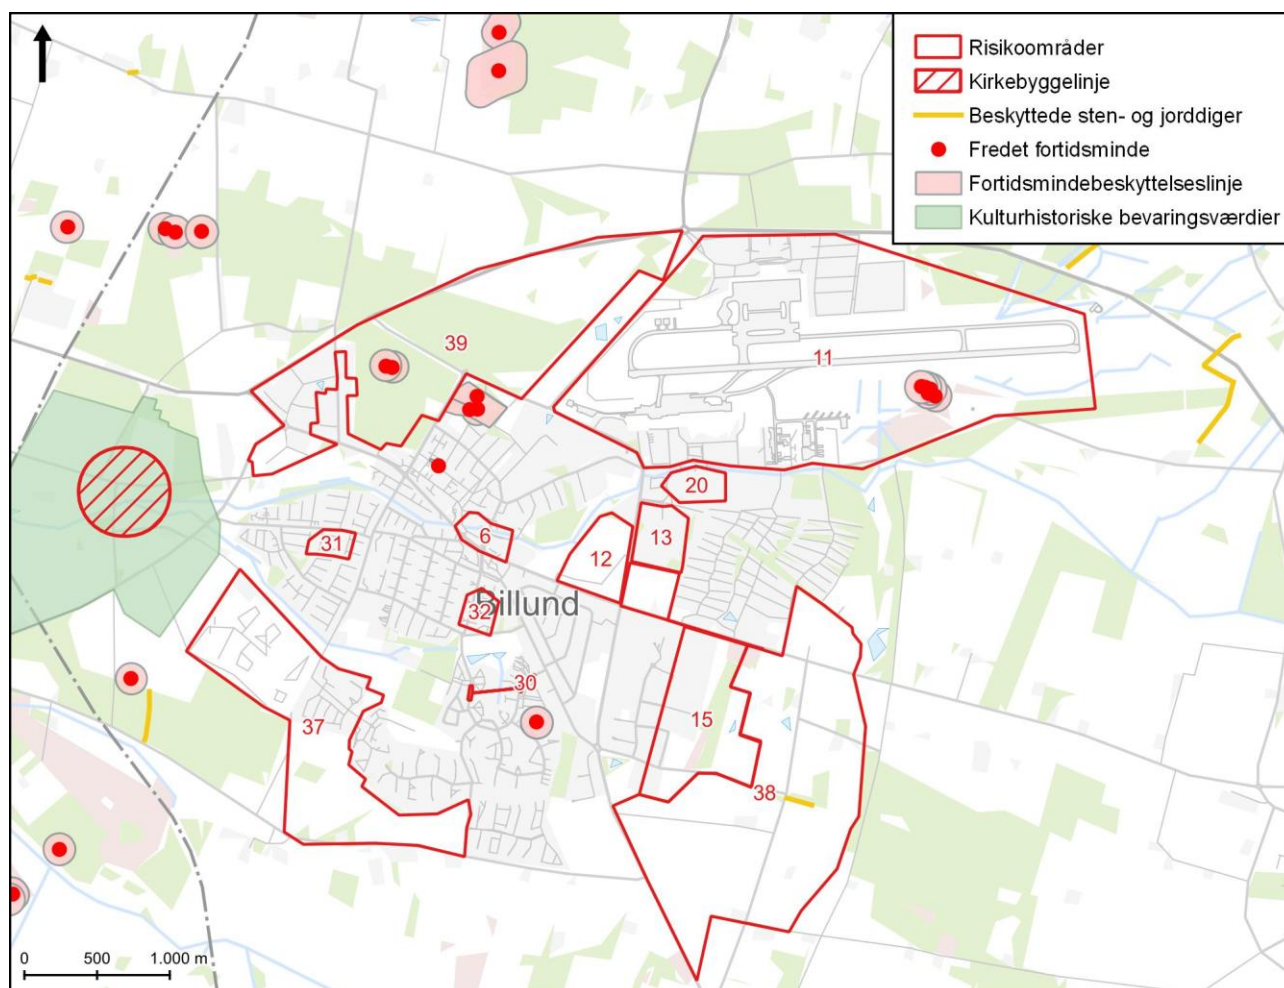 Risikoområder
Kirkebyggelinje
Beskyttede sten- og jorddiger
Fredet fortidsminde
Fortidsmindebeskyttelseslinje
Kulturhistoriske bevaringsværdier
39
11
20
31
6
12
13
32
Billund
30
37
15
38
0 500 1.000 m